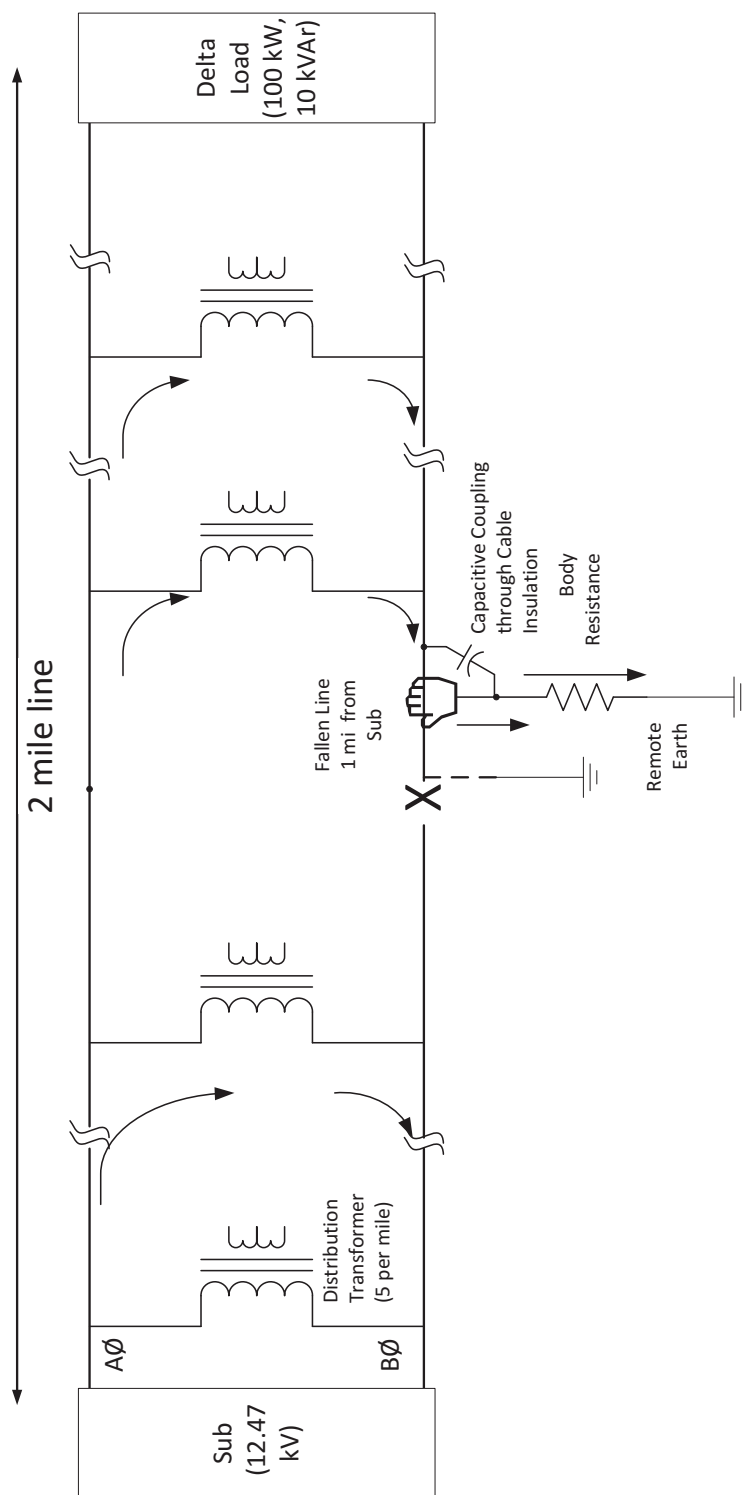 2 mile line
Sub
(12.47
kV)
AØ
BØ
Distribution
Transformer
(5 per mile)
X
Fallen Line
1 mi from
Sub
Capacitive Coupling
through Cable
Insulation
Body
Resistance
Remote
Earth
Delta
Load
(100 kW,
10 kVAr)